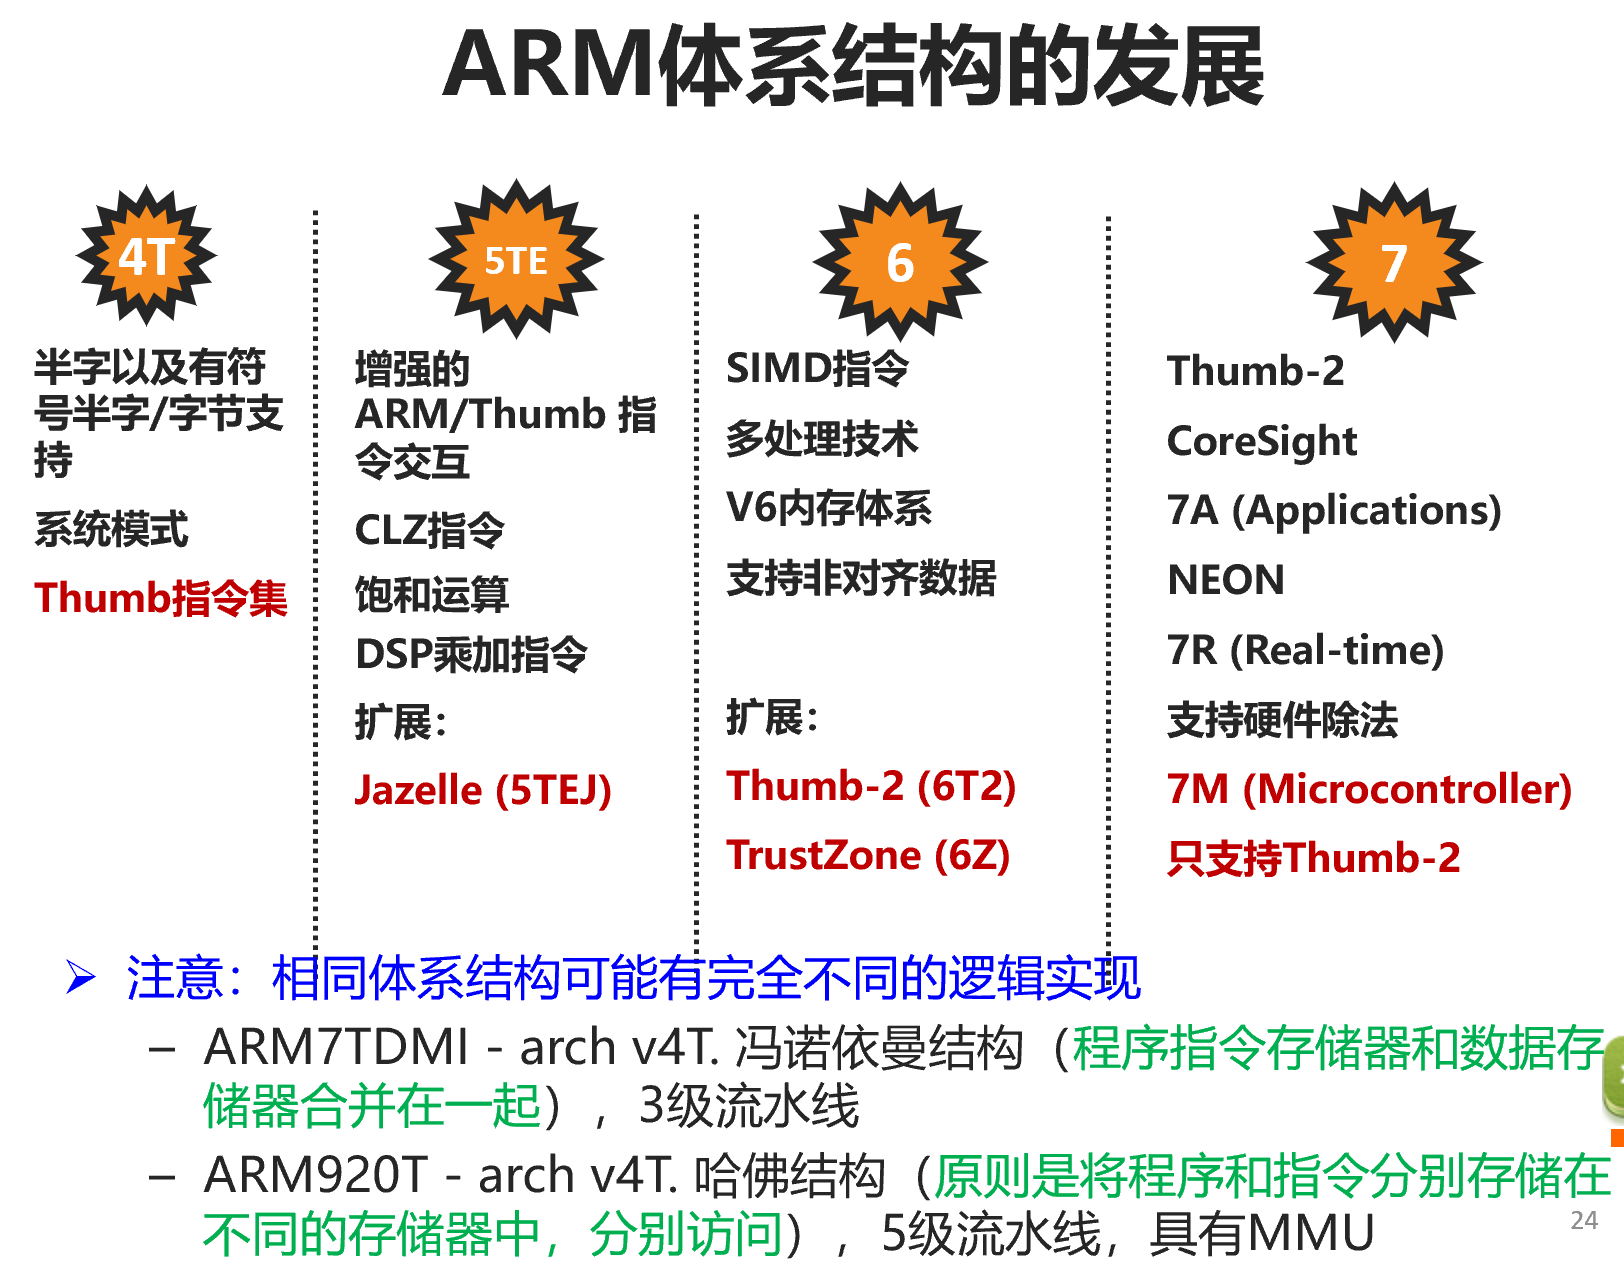 ARM体系结构的发展
4T
半字以及有符
号半字/字节支
持
系统模式
Thumb指令集
5TE
增强的
ARM/Thumb 指
令交互
CLZ指令
饱和运算
DSP乘加指令
扩展：
Jazelle (5TEJ)
6
SIMD指令
多处理技术
V6内存体系
支持非对齐数据
扩展：
Thumb-2 (6T2)
TrustZone (6Z)
7
Thumb-2
CoreSight
7A (Applications)
NEON
7R (Real-time)
支持硬件除法
7M (Microcontroller)
只支持Thumb-2
➢ 注意：相同体系结构可能有完全不同的逻辑实现
– ARM7TDMI - arch v4T. 冯诺依曼结构（程序指令存储器和数据存
储器合并在一起），3级流水线
– ARM920T - arch v4T. 哈佛结构（原则是将程序和指令分别存储在
不同的存储器中，分别访问），5级流水线，具有MMU
24